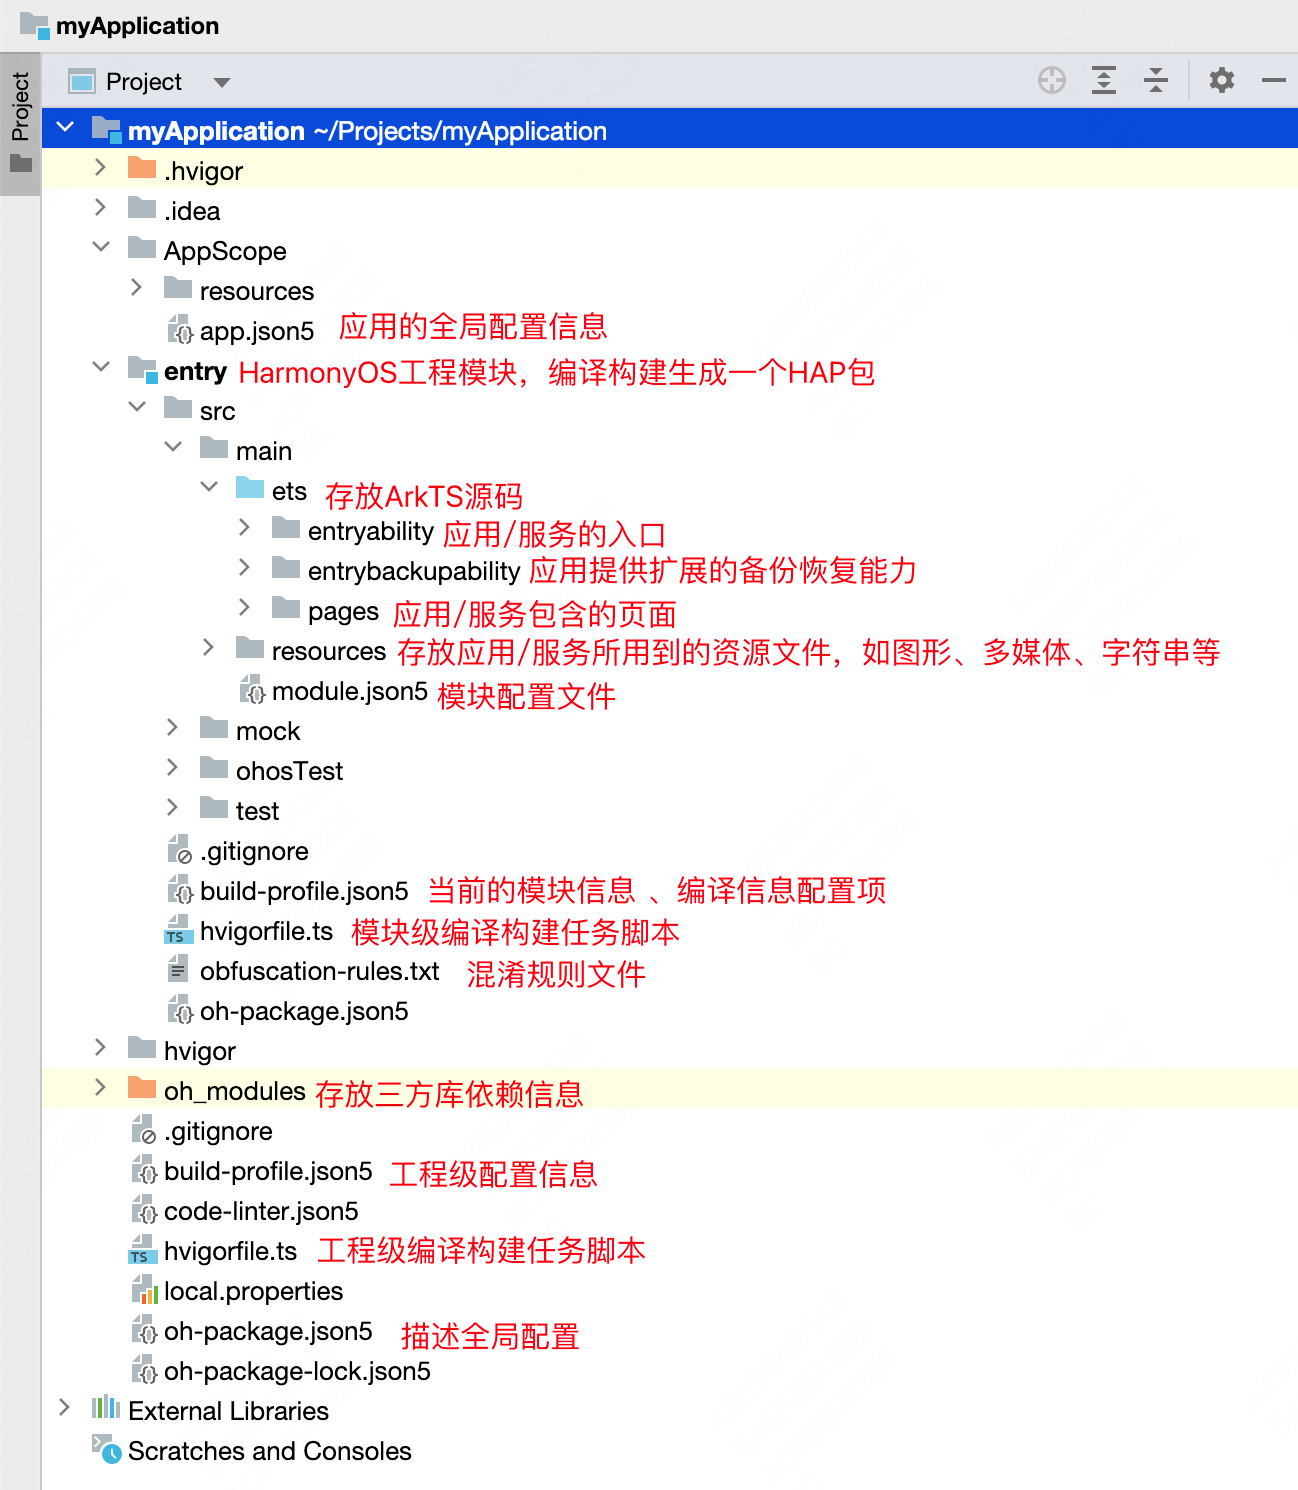 myApplication
Project
Project
myApplication ~/Projects/myApplication
.hvigor
.idea
AppScope
resources
app.json5 应用的全局配置信息
entry HarmonyOS工程模块，编译构建生成一个HAP包
src
main
ets 存放ArkTS源码
entryability 应用/服务的入口
entrybackupability 应用提供扩展的备份恢复能力
pages 应用/服务包含的页面
resources 存放应用/服务所用到的资源文件，如图形、多媒体、字符串等
module.json5 模块配置文件
mock
ohosTest
test
.gitignore
build-profile.json5 当前的模块信息 、编译信息配置项
hvigorfile.ts 模块级编译构建任务脚本
obfuscation-rules.txt 混淆规则文件
oh-package.json5
hvigor
oh_modules 存放三方库依赖信息
.gitignore
build-profile.json5 工程级配置信息
code-linter.json5
hvigorfile.ts 工程级编译构建任务脚本
local.properties
oh-package.json5 描述全局配置
oh-package-lock.json5
External Libraries
Scratches and Consoles